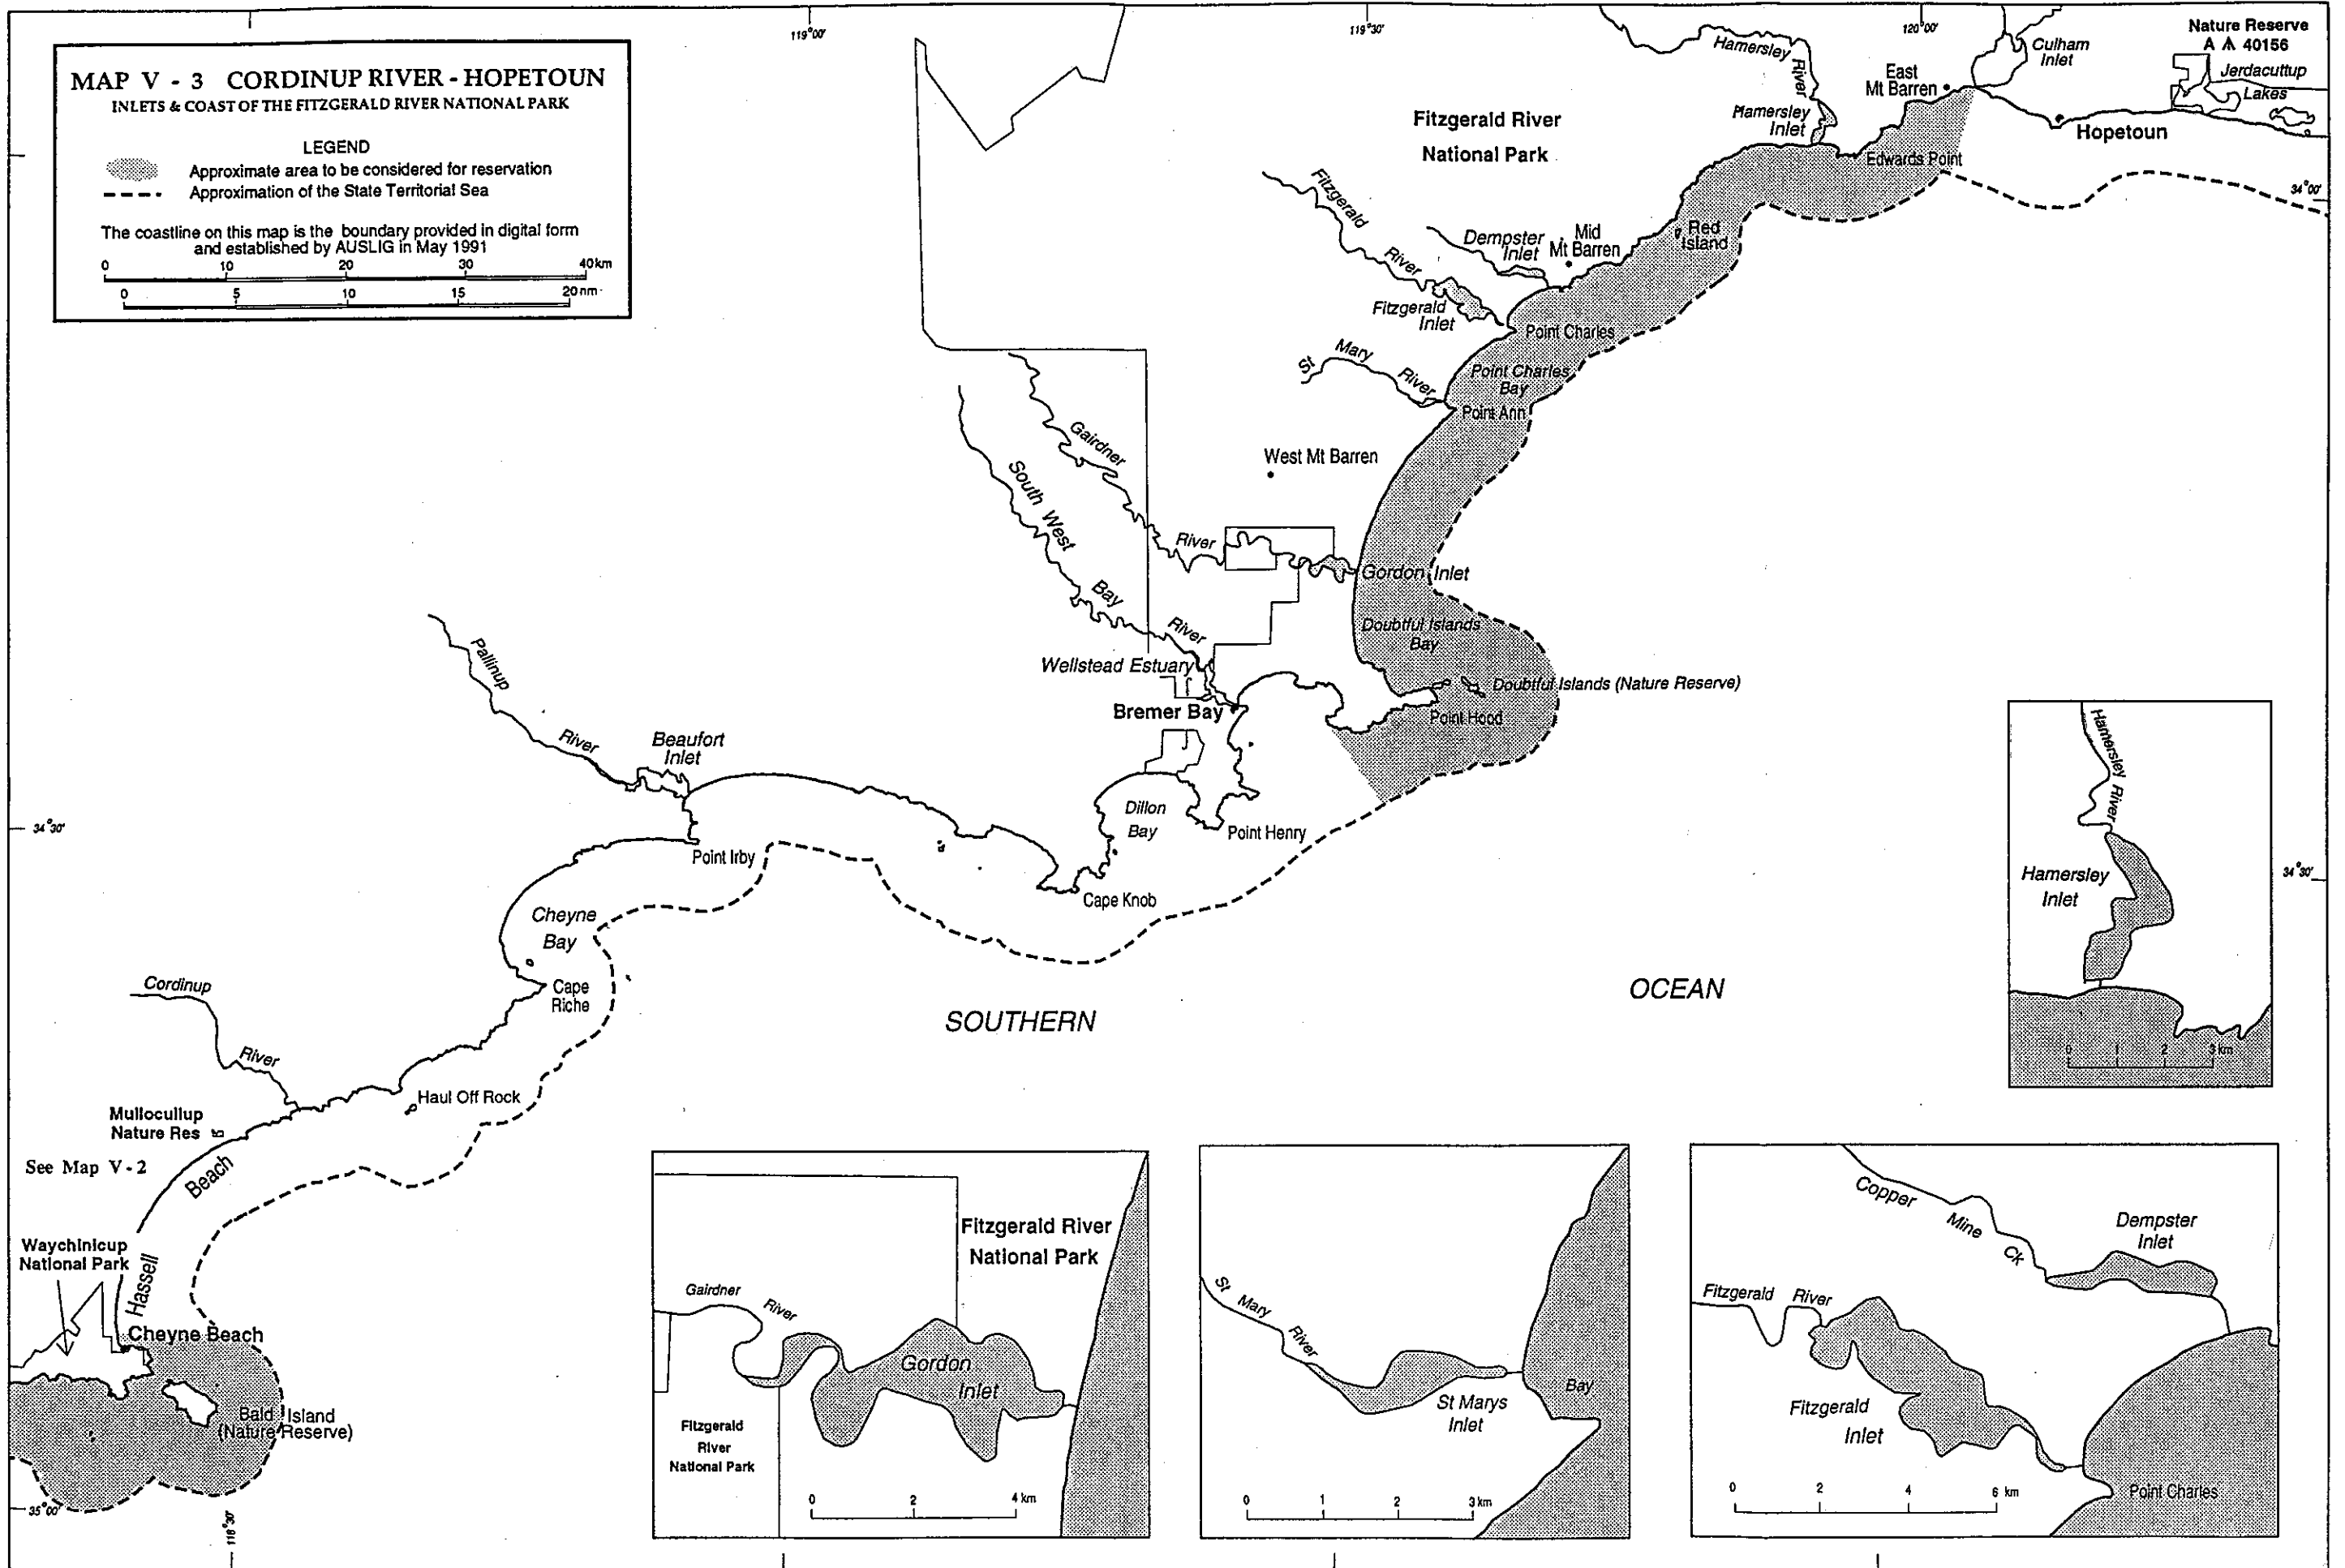 MAP V - 3 CORDINUP RIVER - HOPETOUN
INLETS & COAST OF THE FITZGERALD RIVER NATIONAL PARK
LEGEND
Approximate area to be considered for reservation
Approximation of the State Territorial Sea
The coastline on this map is the boundary provided in digital form
and established by AUSLIG in May 1991
0 10 20 30 40km
0 5 10 15 20nm
119°00'
119°30'
120°00'
Nature Reserve
A 40156
Culham
Inlet
Jerdacuttup
Lakes
East
Mt Barren
Hopetoun
Hamersley
River
Hamersley
Inlet
Edwards Point
34°00'
Fitzgerald River
National Park
Fitzgerald
River
Fitzgerald
Inlet
Dempster
Inlet
Mid
Mt Barren
Red
Island
Point Charles
St
Mary
River
Point Charles
Bay
Point Ann
West Mt Barren
Gairdner
River
Gordon Inlet
South West
Bay
River
Doubtful Islands
Bay
Wellstead Estuary
Doubtful Islands (Nature Reserve)
Bremer Bay
Point Hood
Pallinup
River
Beaufort
Inlet
Dillon
Bay
Point Henry
34°30'
Point Irby
Cape Knob
34°30'
Cheyne
Bay
Cape
Riche
Cordinup
River
Haul Off Rock
SOUTHERN
OCEAN
Mullocullup
Nature Res
See Map V - 2
Beach
Hassell
Waychinicup
National Park
Cheyne Beach
Bald Island
(Nature Reserve)
35°00'
118°30'
Hamersley
River
Hamersley
Inlet
0 1 2 3 km
Fitzgerald River
National Park
Gairdner
River
Gordon
Inlet
Fitzgerald
River
National Park
0 2 4 km
St
Mary
River
Bay
St Marys
Inlet
0 1 2 3 km
Copper
Mine
Ck
Dempster
Inlet
Fitzgerald River
Fitzgerald
Inlet
Point Charles
0 2 4 6 km